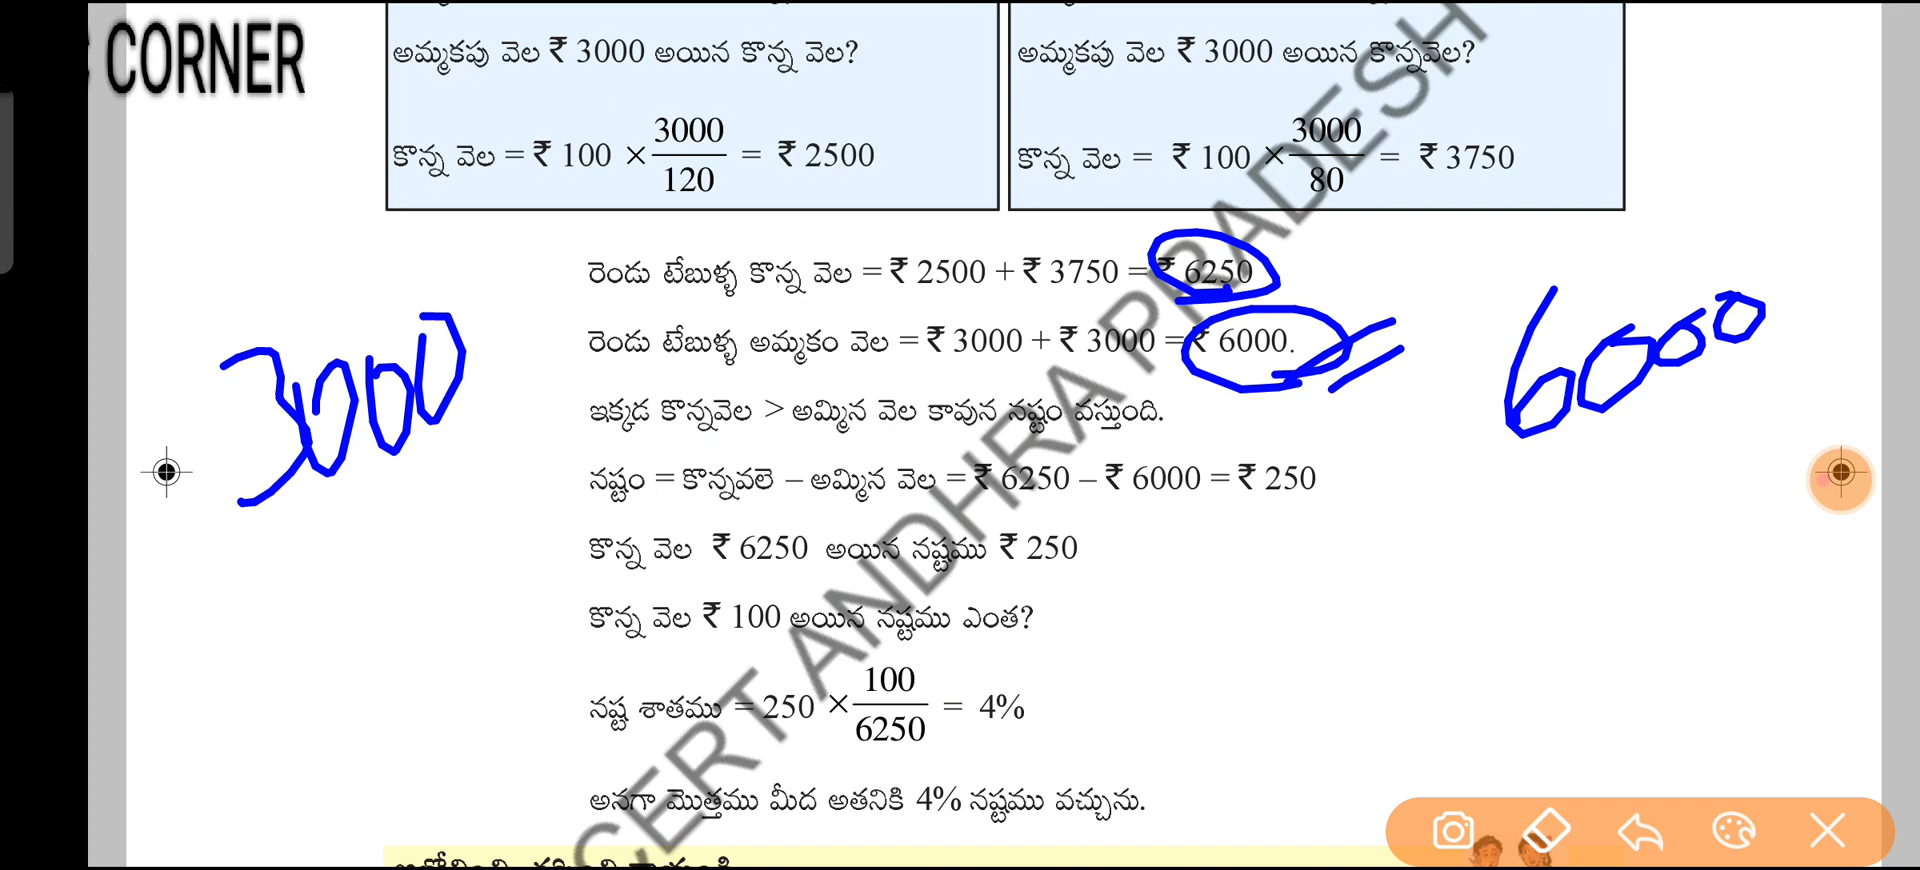 CORNER
అమ్మకపు వెల ₹ 3000 అయిన కొన్న వెల?
కొన్న వెల = ₹ 100 × 3000/120 = ₹ 2500
అమ్మకపు వెల ₹ 3000 అయిన కొన్నవెల?
కొన్న వెల = ₹ 100 × 3000/80 = ₹ 3750
రెండు టేబుళ్ళ కొన్న వెల = ₹ 2500 + ₹ 3750 = ₹ 6250
రెండు టేబుళ్ళ అమ్మకం వెల = ₹ 3000 + ₹ 3000 = ₹ 6000.
3000
= 6000
ఇక్కడ కొన్నవెల > అమ్మిన వెల కావున నష్టం వస్తుంది.
నష్టం = కొన్నవలె – అమ్మిన వెల = ₹ 6250 – ₹ 6000 = ₹ 250
కొన్న వెల ₹ 6250 అయిన నష్టము ₹ 250
కొన్న వెల ₹ 100 అయిన నష్టము ఎంత?
నష్ట శాతము = 250 × 100/6250 = 4%
అనగా మొత్తము మీద అతనికి 4% నష్టము వచ్చును.
CERT ANDHRA PRADESH